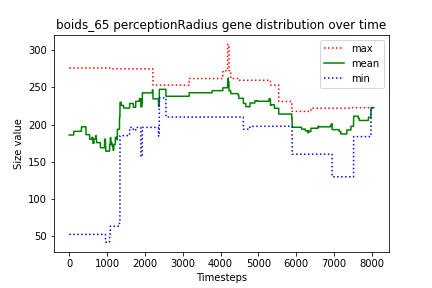 boids_65 perceptionRadius gene distribution over time
max
mean
min
300
250
200
150
100
50
Size value
0 1000 2000 3000 4000 5000 6000 7000 8000
Timesteps